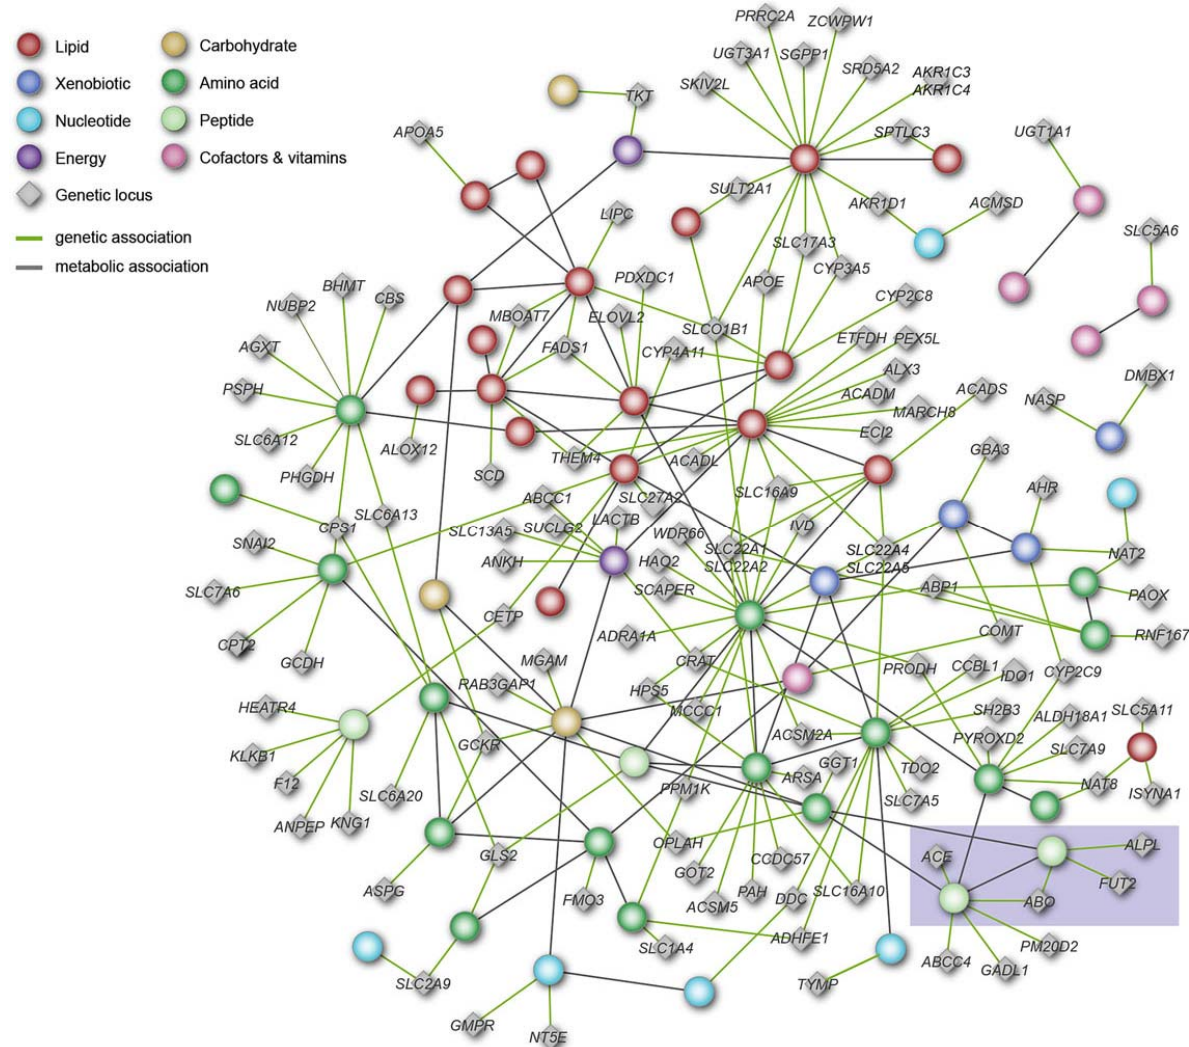 Lipid
Carbohydrate
Xenobiotic
Amino acid
Nucleotide
Peptide
Energy
Cofactors & vitamins
Genetic locus
genetic association
metabolic association
PRRC2A
ZCWPW1
UGT3A1
SGPP1
SRD5A2
SKIV2L
AKR1C3
AKR1C4
TKT
APOA5
SPTLC3
UGT1A1
SULT2A1
AKR1D1
ACMSD
LIPC
SLC17A3
SLC5A6
PDXDC1
APOE
CYP3A5
BHMT
CBS
NUBP2
CYP2C8
MBOAT7
ELOVL2
SLCO1B1
ETFDH
PEX5L
AGXT
FADS1
CYP4A11
ALX3
DMBX1
PSPH
ACADM
ACADS
NASP
MARCH8
SLC6A12
ALOX12
ECI2
GBA3
PHGDH
SCD
THEM4
ACADL
SLC27A2
SLC16A9
AHR
ABCC1
SLC6A13
CPS1
LACTB
SLC13A5
SUCLG2
WDR66
IVD
SNAI2
SLC22A1
SLC22A2
SLC22A4
SLC22A5
NAT2
ANKH
HAO2
SLC7A6
SCAPER
ABP1
PAOX
CETP
CPT2
ADRA1A
COMT
RNF167
GCDH
MGAM
CRAT
PRODH
CCBL1
IDO1
CYP2C9
RAB3GAP1
HPS5
MCCC1
HEATR4
SH2B3
ALDH18A1
SLC5A11
GCKR
ACSM2A
PYROXD2
SLC7A9
KLKB1
GGT1
TDO2
F12
SLC6A20
PPM1K
ARSA
SLC7A5
NAT8
ISYNA1
ANPEP
KNG1
OPLAH
GLS2
CCDC57
ACE
ALPL
GOT2
ASPG
FMO3
PAH
DDC
SLC16A10
FUT2
ACSM5
ABO
SLC1A4
ADHFE1
PM20D2
ABCC4
GADL1
SLC2A9
TYMP
GMPR
NT5E